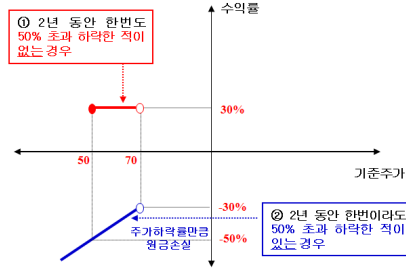 ① 2년 동안 한번도
50% 초과 하락한 적이
없는 경우
수익률
30%
50
70
기준주가
-30%
주가하락률만큼
원금손실
-50%
② 2년 동안 한번이라도
50% 초과 하락한 적이
있는 경우